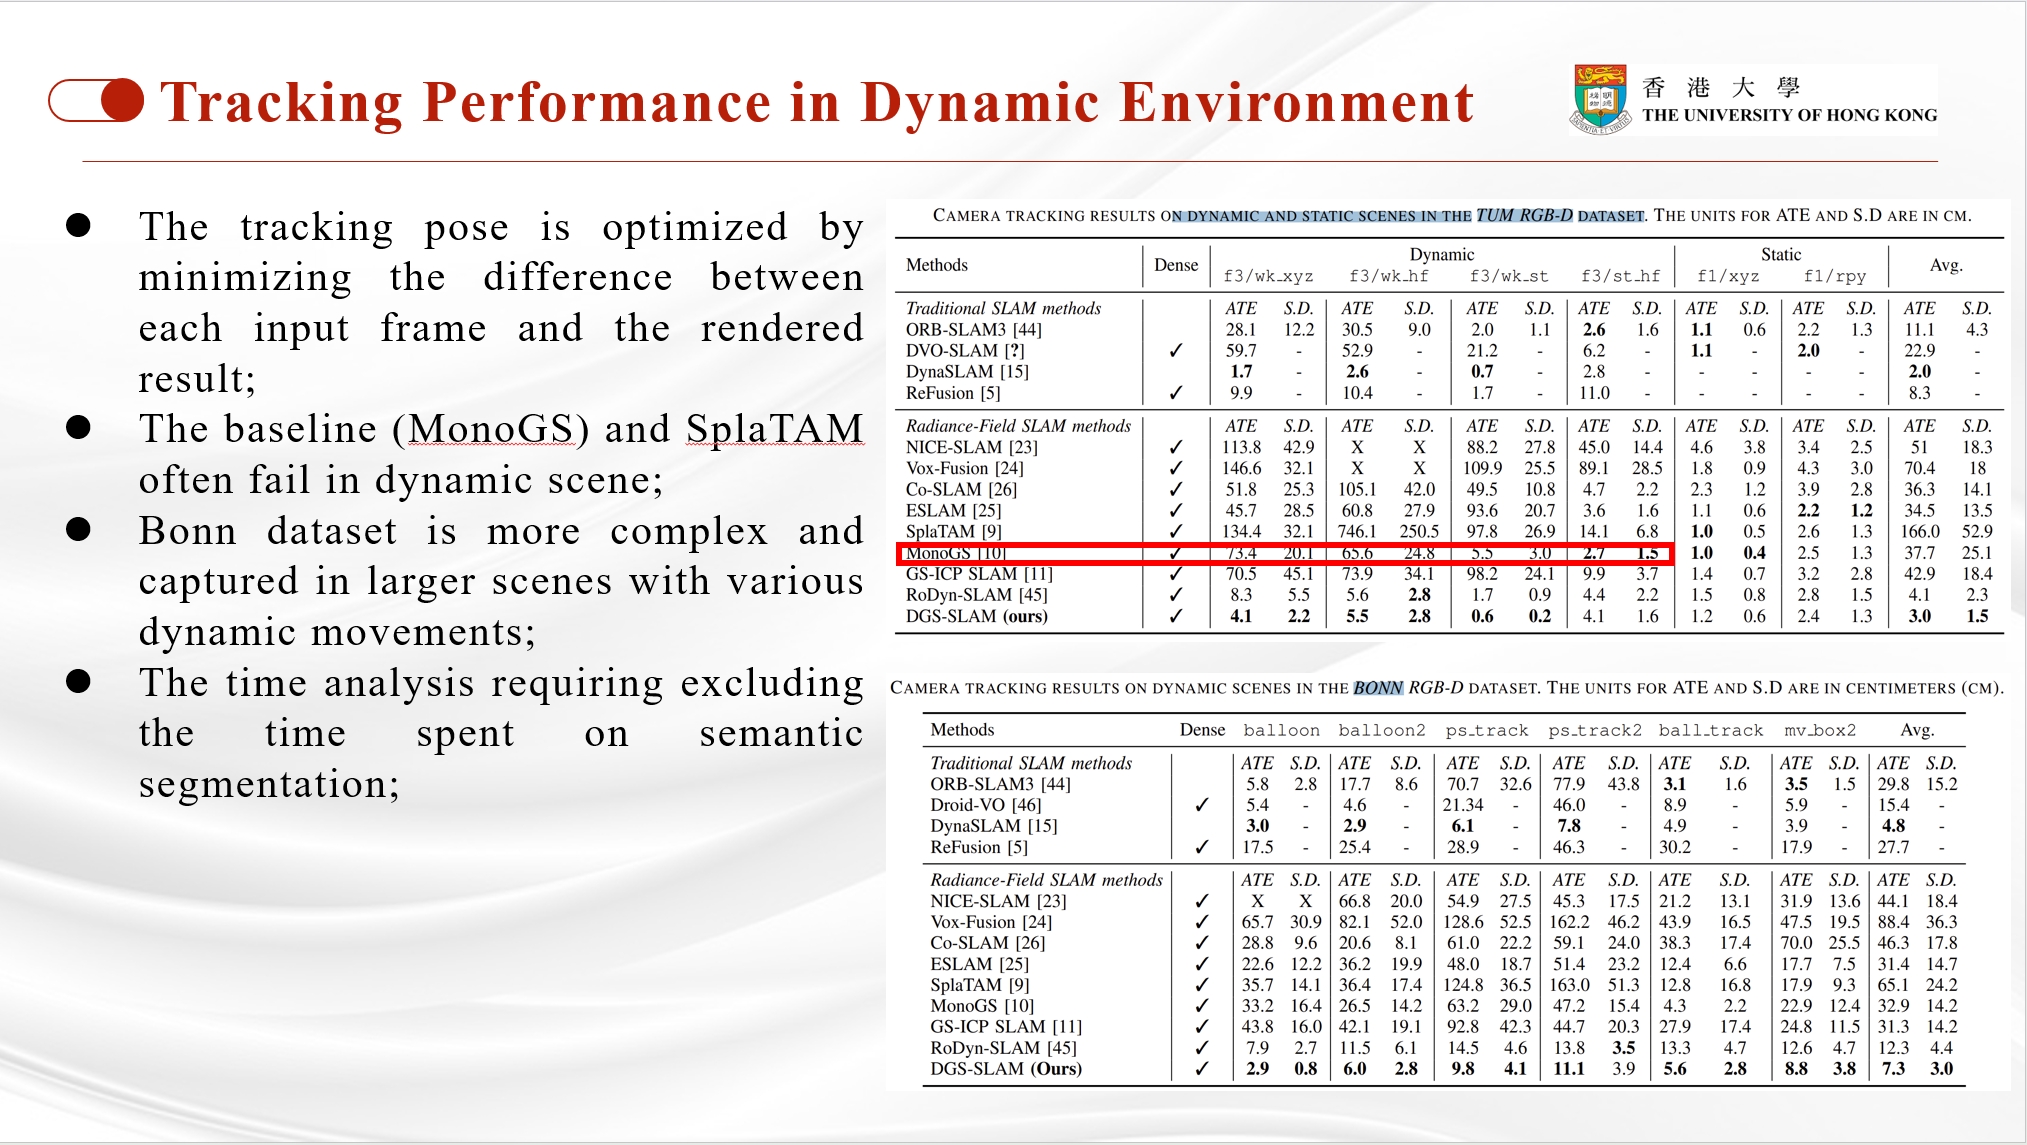 Tracking Performance in Dynamic Environment
香港大學
THE UNIVERSITY OF HONG KONG
● The tracking pose is optimized by
minimizing the difference between
each input frame and the rendered
result;
● The baseline (MonoGS) and SplaTAM
often fail in dynamic scene;
● Bonn dataset is more complex and
captured in larger scenes with various
dynamic movements;
● The time analysis requiring excluding
the time spent on semantic
segmentation;
CAMERA TRACKING RESULTS ON DYNAMIC AND STATIC SCENES IN THE TUM RGB-D DATASET. THE UNITS FOR ATE AND S.D ARE IN CM.
Dynamic Static
Methods Dense Avg.
f3/wk_xyz f3/wk_hf f3/wk_st f3/st_hf f1/xyz f1/rpy
Traditional SLAM methods ATE S.D. ATE S.D. ATE S.D. ATE S.D. ATE S.D. ATE S.D. ATE S.D.
ORB-SLAM3 [44] 28.1 12.2 30.5 9.0 2.0 1.1 2.6 1.6 1.1 0.6 2.2 1.3 11.1 4.3
DVO-SLAM [?] ✓ 59.7 - 52.9 - 21.2 - 6.2 - 1.1 - 2.0 - 22.9 -
DynaSLAM [15] 1.7 - 2.6 - 0.7 - 2.8 - - - - - 2.0 -
ReFusion [5] ✓ 9.9 - 10.4 - 1.7 - 11.0 - - - - - 8.3 -
Radiance-Field SLAM methods ATE S.D. ATE S.D. ATE S.D. ATE S.D. ATE S.D. ATE S.D. ATE S.D.
NICE-SLAM [23] ✓ 113.8 42.9 X X 88.2 27.8 45.0 14.4 4.6 3.8 3.4 2.5 51 18.3
Vox-Fusion [24] ✓ 146.6 32.1 X X 109.9 25.5 89.1 28.5 1.8 0.9 4.3 3.0 70.4 18
Co-SLAM [26] ✓ 51.8 25.3 105.1 42.0 49.5 10.8 4.7 2.2 2.3 1.2 3.9 2.8 36.3 14.1
ESLAM [25] ✓ 45.7 28.5 60.8 27.9 93.6 20.7 3.6 1.6 1.1 0.6 2.2 1.2 34.5 13.5
SplaTAM [9] ✓ 134.4 32.1 746.1 250.5 97.8 26.9 14.1 6.8 1.0 0.5 2.6 1.3 166.0 52.9
MonoGS [10] ✓ 73.4 20.1 65.6 24.8 5.5 3.0 2.7 1.5 1.0 0.4 2.5 1.3 37.7 25.1
GS-ICP SLAM [11] ✓ 70.5 45.1 73.9 34.1 98.2 24.1 9.9 3.7 1.4 0.7 3.2 2.8 42.9 18.4
RoDyn-SLAM [45] ✓ 8.3 5.5 5.6 2.8 1.7 0.9 4.4 2.2 1.5 0.8 2.8 1.5 4.1 2.3
DGS-SLAM (ours) ✓ 4.1 2.2 5.5 2.8 0.6 0.2 4.1 1.6 1.2 0.6 2.4 1.3 3.0 1.5
CAMERA TRACKING RESULTS ON DYNAMIC SCENES IN THE BONN RGB-D DATASET. THE UNITS FOR ATE AND S.D ARE IN CENTIMETERS (CM).
Methods Dense balloon balloon2 ps_track ps_track2 ball_track mv_box2 Avg.
Traditional SLAM methods ATE S.D. ATE S.D. ATE S.D. ATE S.D. ATE S.D. ATE S.D. ATE S.D.
ORB-SLAM3 [44] 5.8 2.8 17.7 8.6 70.7 32.6 77.9 43.8 3.1 1.6 3.5 1.5 29.8 15.2
Droid-VO [46] ✓ 5.4 - 4.6 - 21.34 - 46.0 - 8.9 - 5.9 - 15.4 -
DynaSLAM [15] 3.0 - 2.9 - 6.1 - 7.8 - 4.9 - 3.9 - 4.8 -
ReFusion [5] ✓ 17.5 - 25.4 - 28.9 - 46.3 - 30.2 - 17.9 - 27.7 -
Radiance-Field SLAM methods ATE S.D. ATE S.D. ATE S.D. ATE S.D. ATE S.D. ATE S.D. ATE S.D.
NICE-SLAM [23] ✓ X X 66.8 20.0 54.9 27.5 45.3 17.5 21.2 13.1 31.9 13.6 44.1 18.4
Vox-Fusion [24] ✓ 65.7 30.9 82.1 52.0 128.6 52.5 162.2 46.2 43.9 16.5 47.5 19.5 88.4 36.3
Co-SLAM [26] ✓ 28.8 9.6 20.6 8.1 61.0 22.2 59.1 24.0 38.3 17.4 70.0 25.5 46.3 17.8
ESLAM [25] ✓ 22.6 12.2 36.2 19.9 48.0 18.7 51.4 23.2 12.4 6.6 17.7 7.5 31.4 14.7
SplaTAM [9] ✓ 35.7 14.1 36.4 17.4 124.8 36.5 163.0 51.3 12.8 16.8 17.9 9.3 65.1 24.2
MonoGS [10] ✓ 33.2 16.4 26.5 14.2 63.2 29.0 47.2 15.4 4.3 2.2 22.9 12.4 32.9 14.2
GS-ICP SLAM [11] ✓ 43.8 16.0 42.1 19.1 92.8 42.3 44.7 20.3 27.9 17.4 24.8 11.5 31.3 14.2
RoDyn-SLAM [45] ✓ 7.9 2.7 11.5 6.1 14.5 4.6 13.8 3.5 13.3 4.7 12.6 4.7 12.3 4.4
DGS-SLAM (Ours) ✓ 2.9 0.8 6.0 2.8 9.8 4.1 11.1 3.9 5.6 2.8 8.8 3.8 7.3 3.0